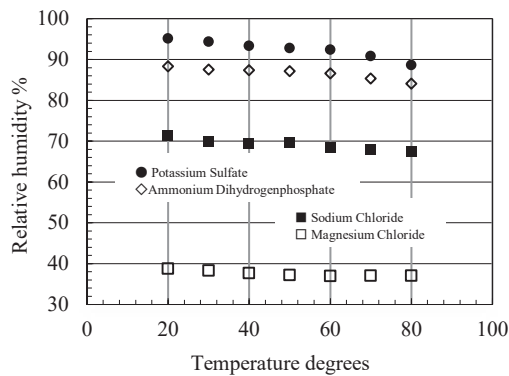 100
90
80
70
60
50
40
30
Relative humidity %
Potassium Sulfate
Ammonium Dihydrogenphosphate
Sodium Chloride
Magnesium Chloride
0 20 40 60 80 100
Temperature degrees